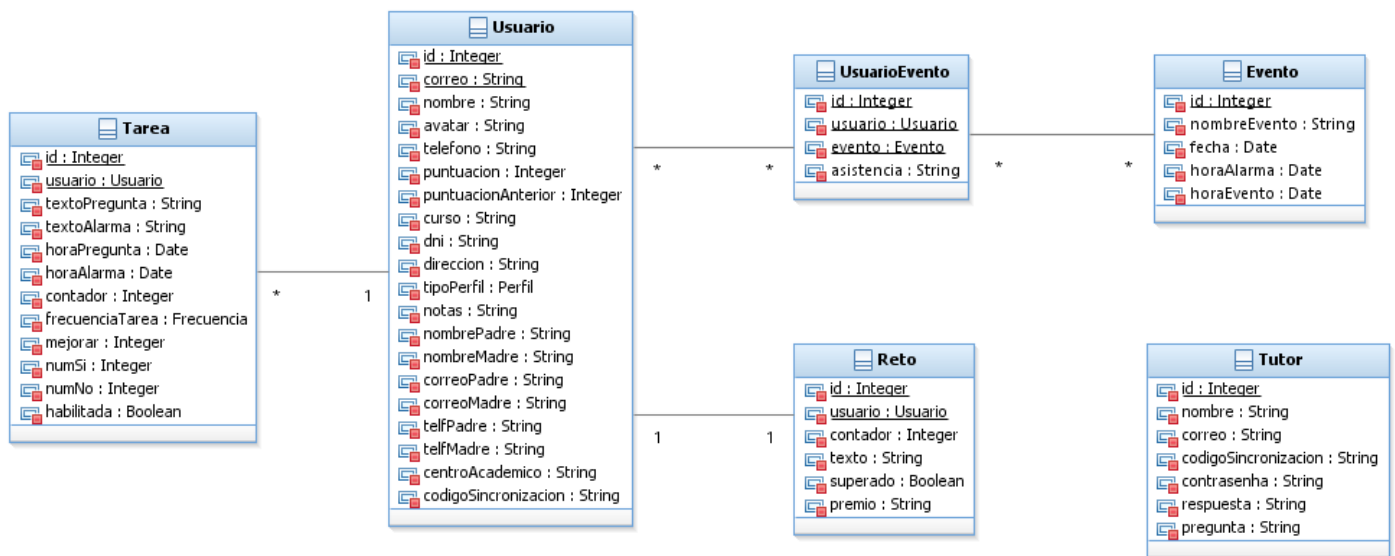 Tarea
id : Integer
usuario : Usuario
textoPregunta : String
textoAlarma : String
horaPregunta : Date
horaAlarma : Date
contador : Integer
frecuenciaTarea : Frecuencia
mejorar : Integer
numSi : Integer
numNo : Integer
habilitada : Boolean
* 1
Usuario
id : Integer
correo : String
nombre : String
avatar : String
telefono : String
puntuacion : Integer
puntuacionAnterior : Integer
curso : String
dni : String
direccion : String
tipoPerfil : Perfil
notas : String
nombrePadre : String
nombreMadre : String
correoPadre : String
correoMadre : String
telfPadre : String
telfMadre : String
centroAcademico : String
codigoSincronizacion : String
* *
UsuarioEvento
id : Integer
usuario : Usuario
evento : Evento
asistencia : String
* *
Evento
id : Integer
nombreEvento : String
fecha : Date
horaAlarma : Date
horaEvento : Date
1 1
Reto
id : Integer
usuario : Usuario
contador : Integer
texto : String
superado : Boolean
premio : String
Tutor
id : Integer
nombre : String
correo : String
codigoSincronizacion : String
contrasenha : String
respuesta : String
pregunta : String